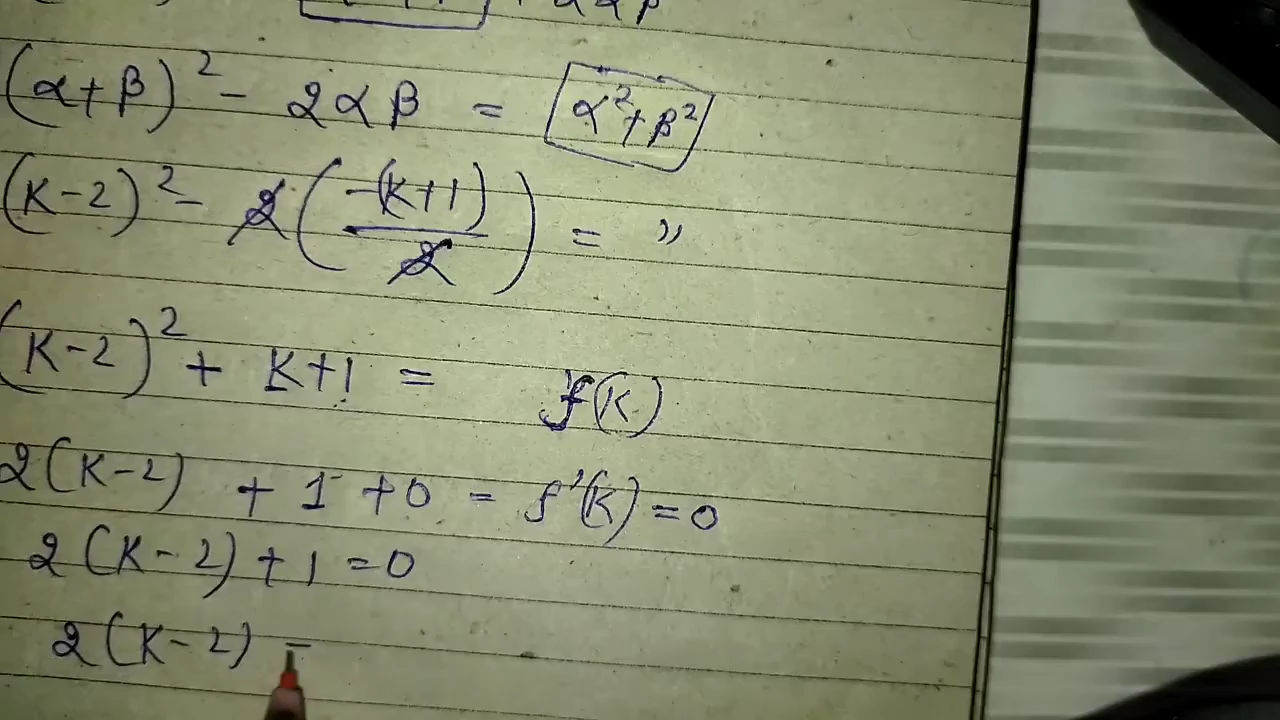 (α+β)² - 2αβ = α²+β²
(K-2)² - 2(-(K+1)/2) = "
(K-2)² + K+1 = f(K)
2(K-2) + 1 + 0 = f'(K) = 0
2(K-2) + 1 = 0
2(K-2) -